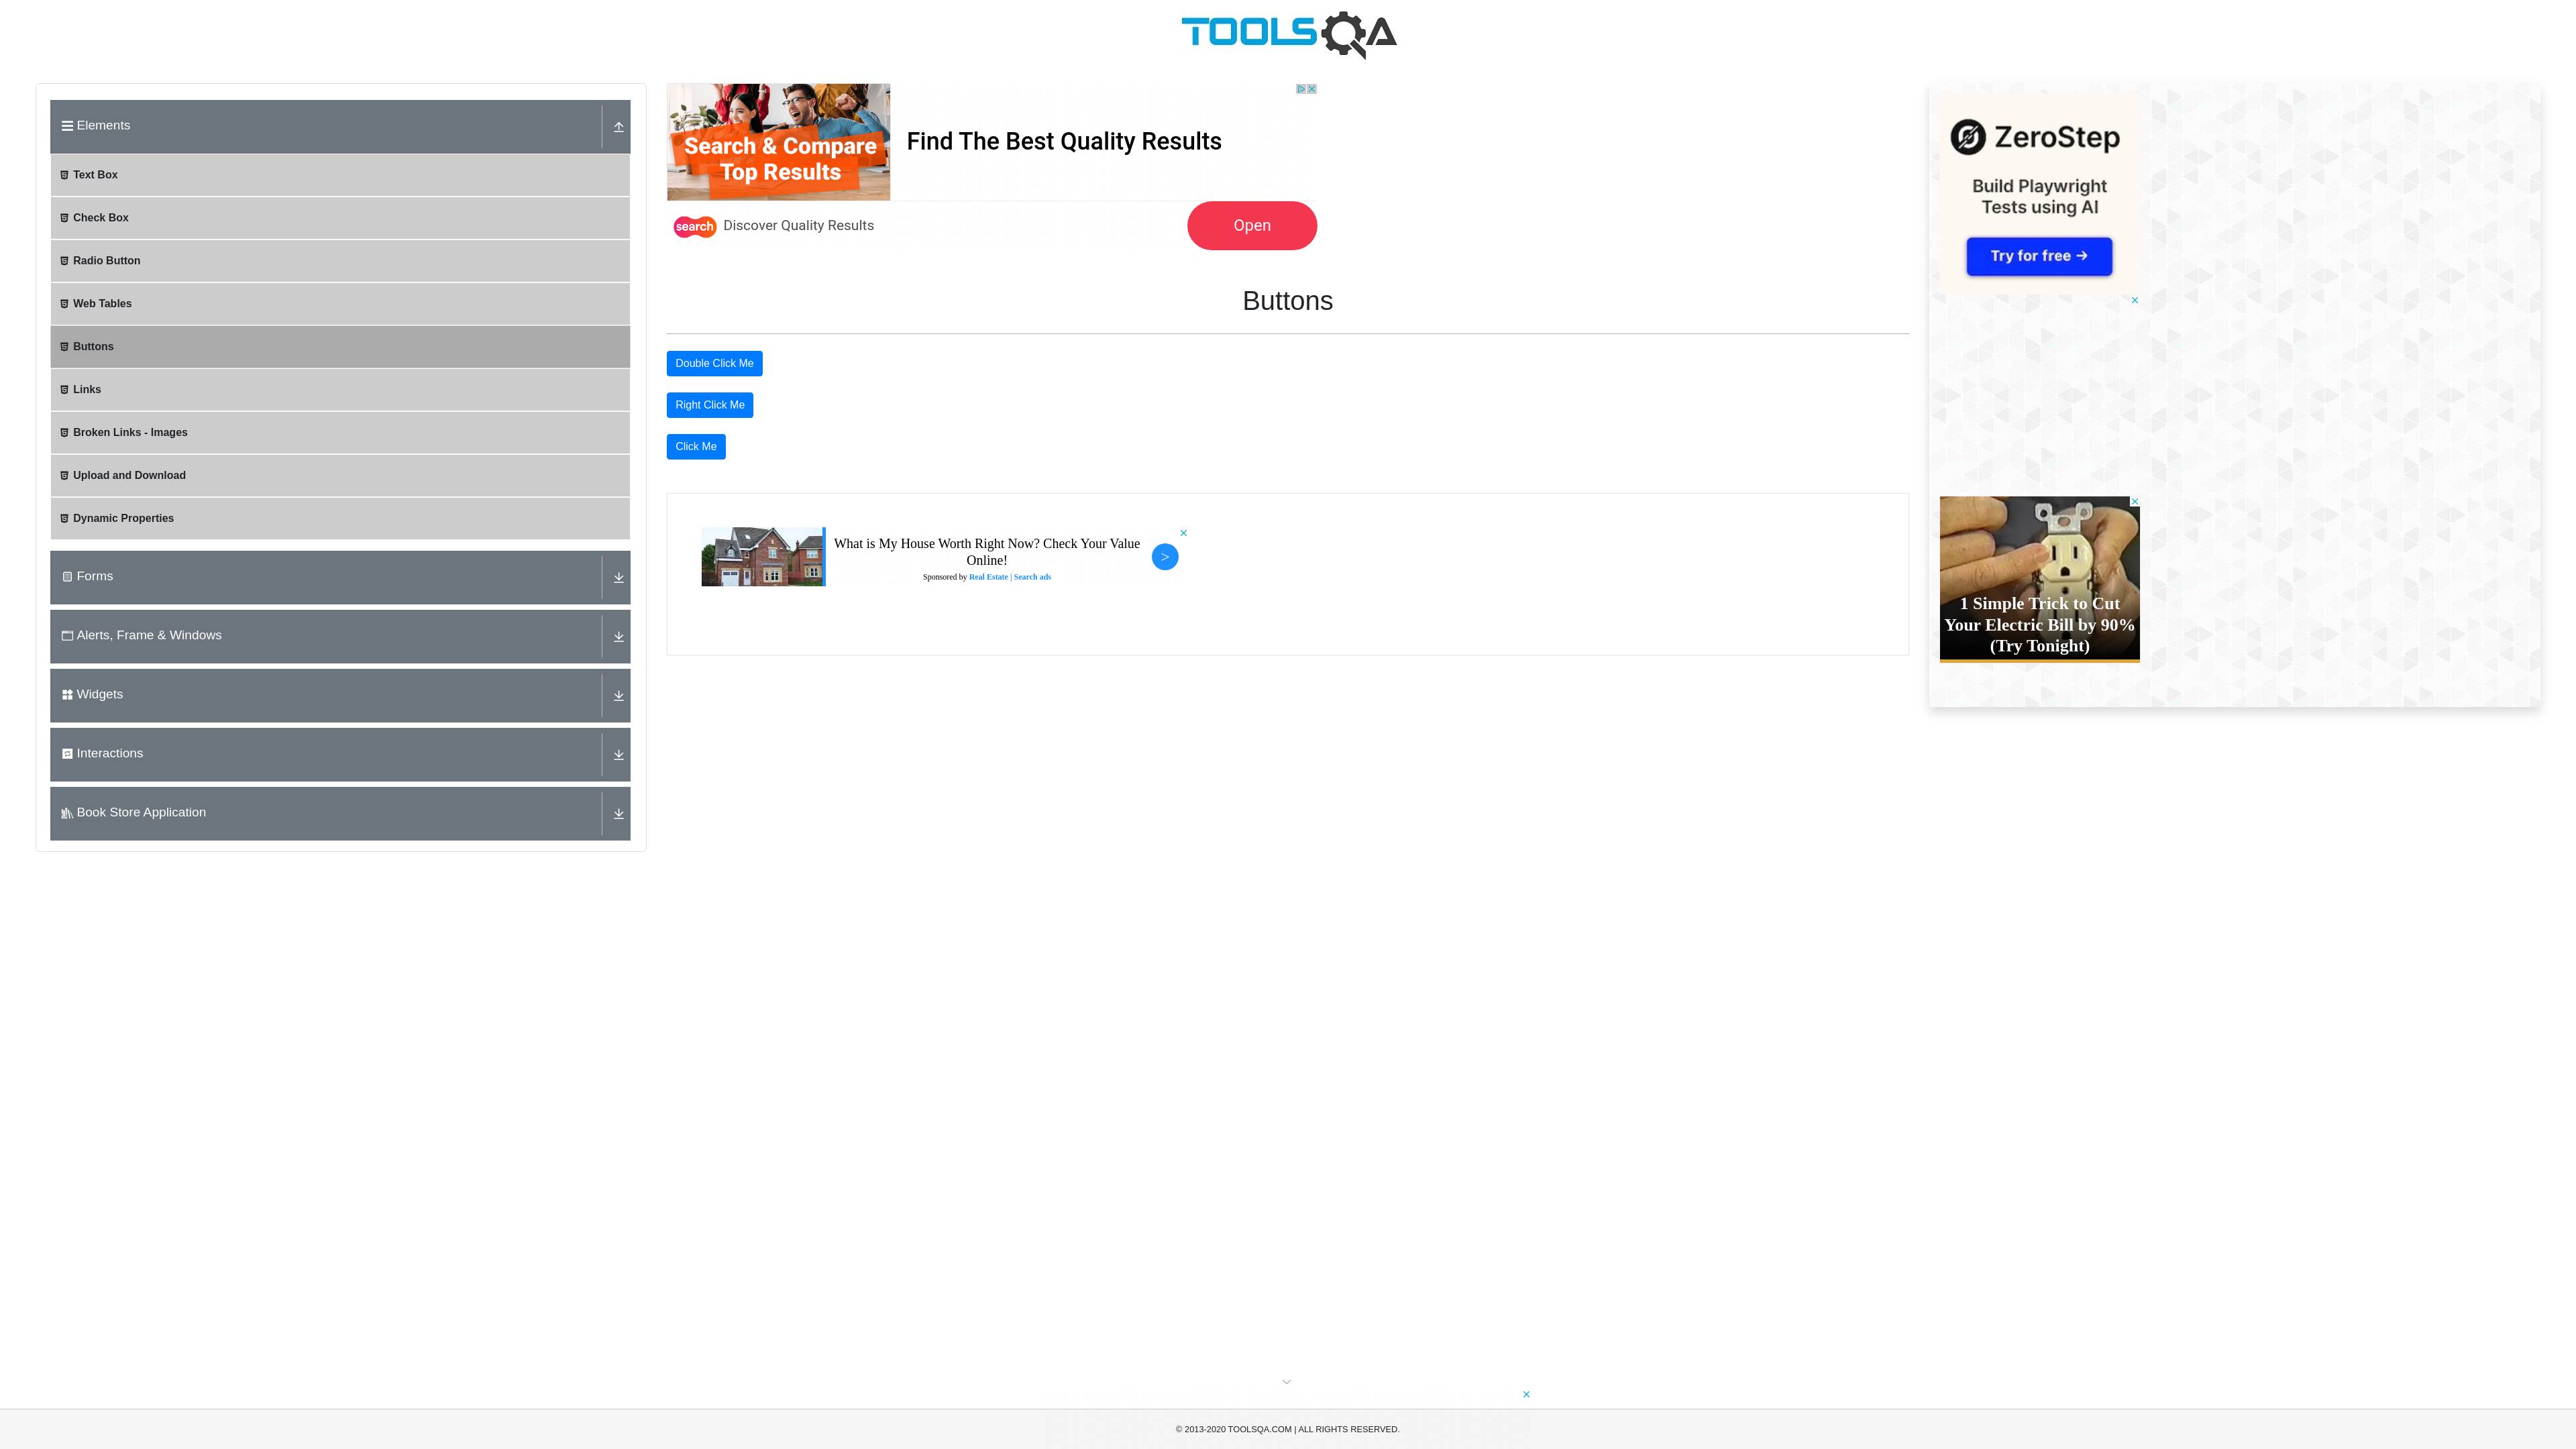 TOOLSQA
Elements
Text Box
Check Box
Radio Button
Web Tables
Buttons
Links
Broken Links - Images
Upload and Download
Dynamic Properties
Forms
Alerts, Frame & Windows
Widgets
Interactions
Book Store Application
Search & Compare
Top Results
Find The Best Quality Results
search
Discover Quality Results
Open
Buttons
Double Click Me
Right Click Me
Click Me
What is My House Worth Right Now? Check Your Value
Online!
Sponsored by Real Estate | Search ads
>
ZeroStep
Build Playwright
Tests using AI
Try for free →
1 Simple Trick to Cut
Your Electric Bill by 90%
(Try Tonight)
© 2013-2020 TOOLSQA.COM | ALL RIGHTS RESERVED.